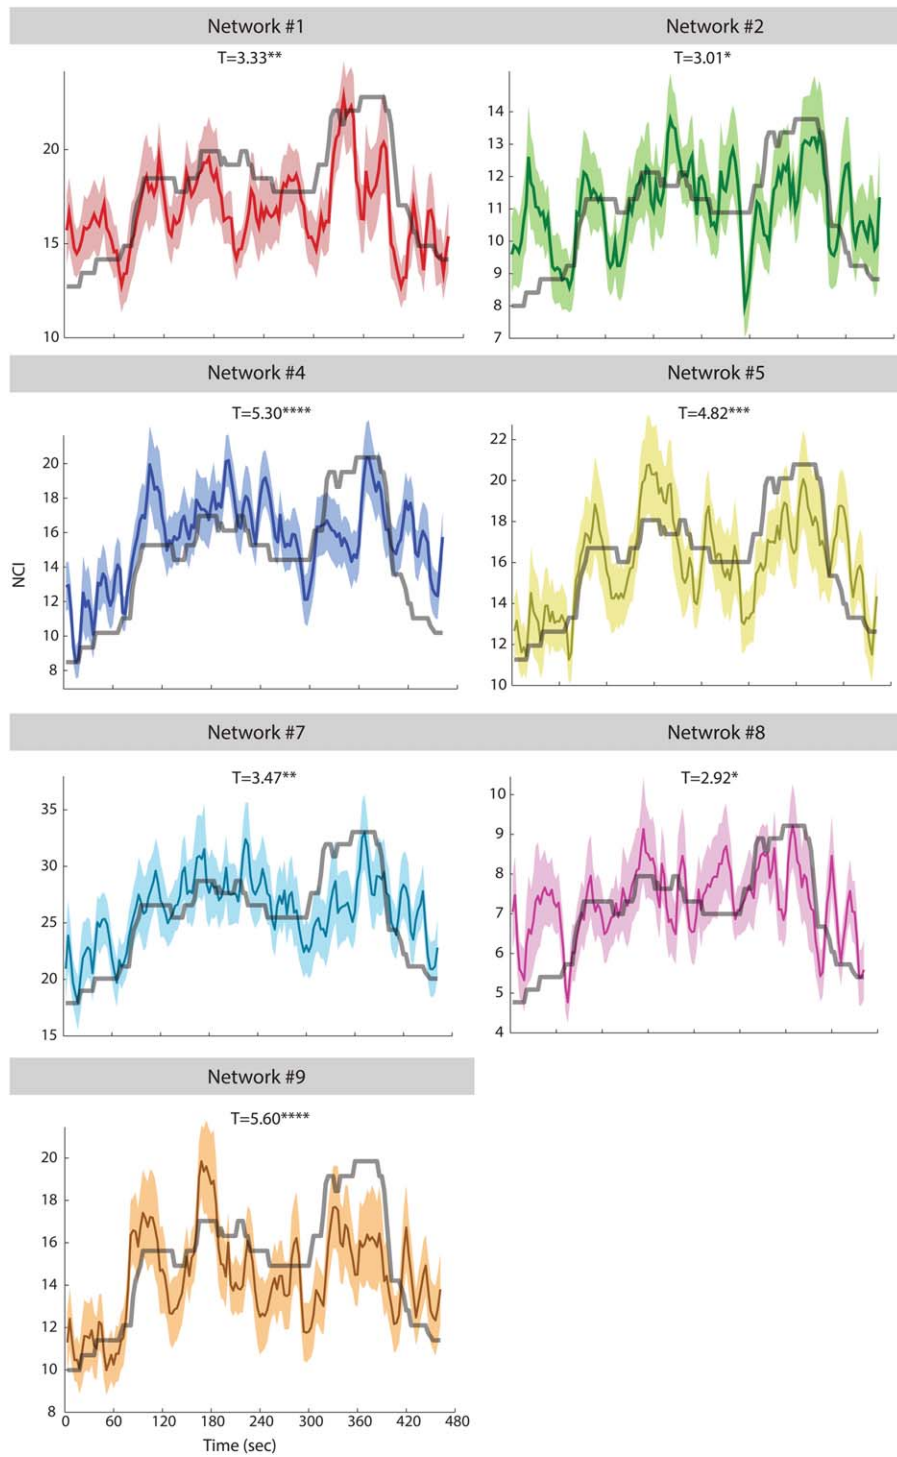 Network #1
Network #2
T=3.33**
T=3.01*
20
15
10
14
13
12
11
10
9
8
7
Network #4
Netwrok #5
T=5.30****
T=4.82***
NCI
20
18
16
14
12
10
8
22
20
18
16
14
12
10
Network #7
Netwrok #8
T=3.47**
T=2.92*
35
30
25
20
15
10
9
8
7
6
5
4
Network #9
T=5.60****
20
18
16
14
12
10
8
0 60 120 180 240 300 360 420 480
Time (sec)